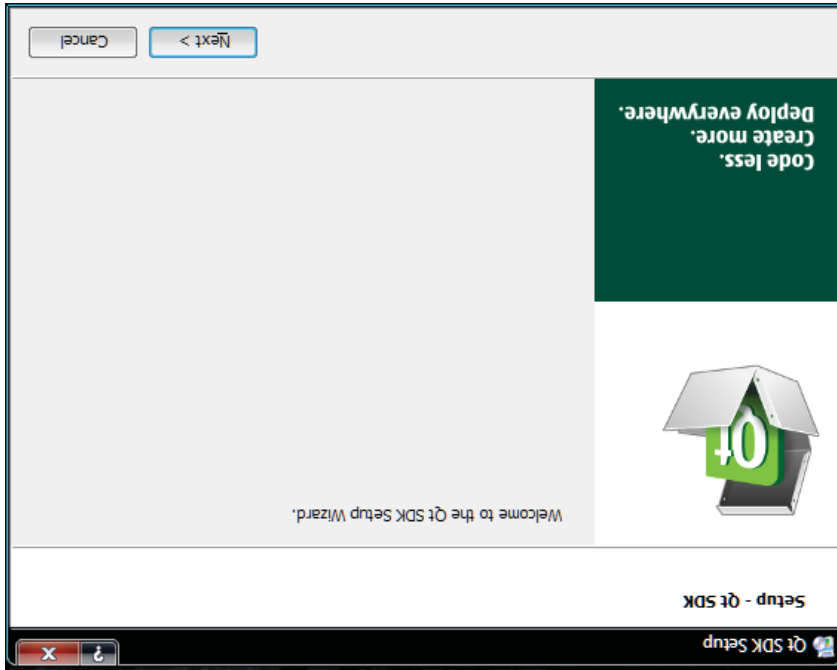 Qt SDK Setup
? X
Setup - Qt SDK
Welcome to the Qt SDK Setup Wizard.
Qt
Code less.
Create more.
Deploy everywhere.
Next >
Cancel